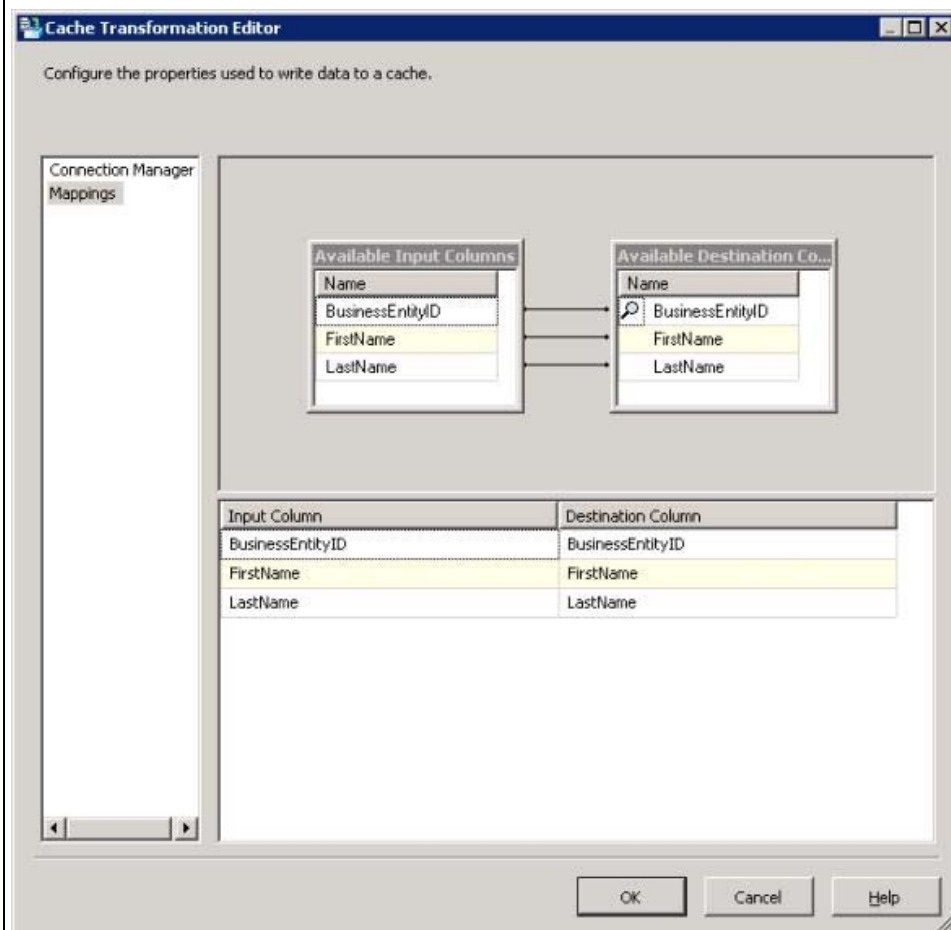 Cache Transformation Editor
Configure the properties used to write data to a cache.
Connection Manager
Mappings
Available Input Columns
Name
BusinessEntityID
FirstName
LastName
Available Destination Co...
Name
BusinessEntityID
FirstName
LastName
Input Column Destination Column
BusinessEntityID BusinessEntityID
FirstName FirstName
LastName LastName
OK Cancel Help